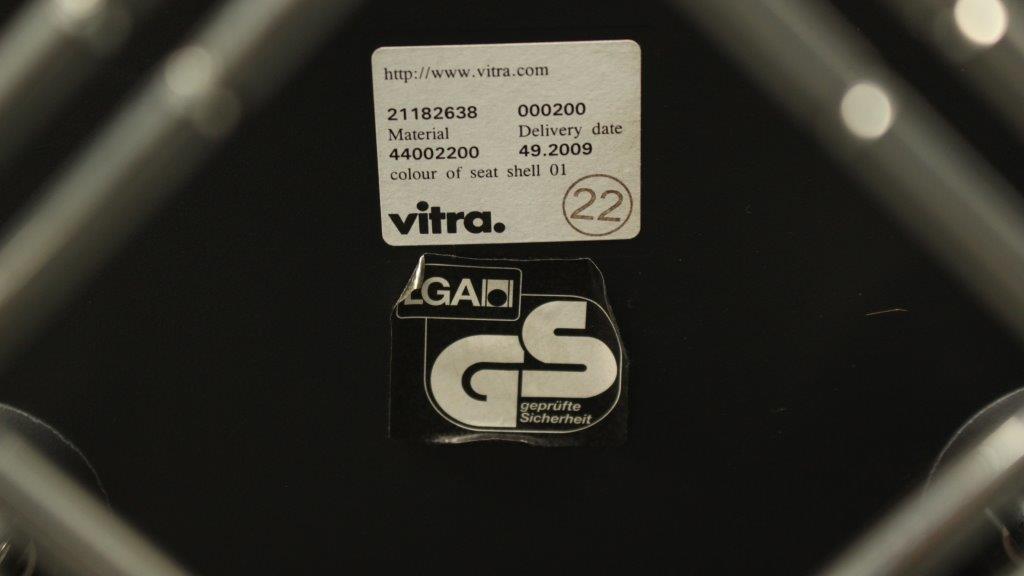 http://www.vitra.com
21182638 000200
Material Delivery date
44002200 49.2009
colour of seat shell 01
vitra. 22
LGA
GS
geprüfte
Sicherheit